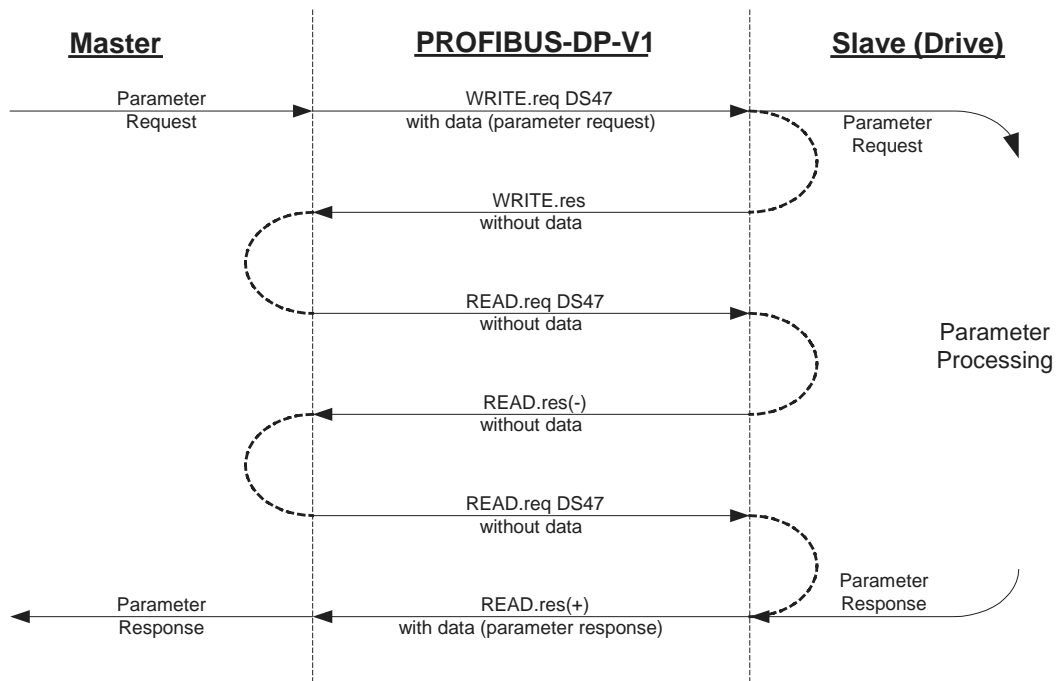 Master
PROFIBUS-DP-V1
Slave (Drive)
Parameter
Request
WRITE.req DS47
with data (parameter request)
Parameter
Request
WRITE.res
without data
READ.req DS47
without data
Parameter
Processing
READ.res(-)
without data
READ.req DS47
without data
Parameter
Response
READ.res(+)
with data (parameter response)
Parameter
Response